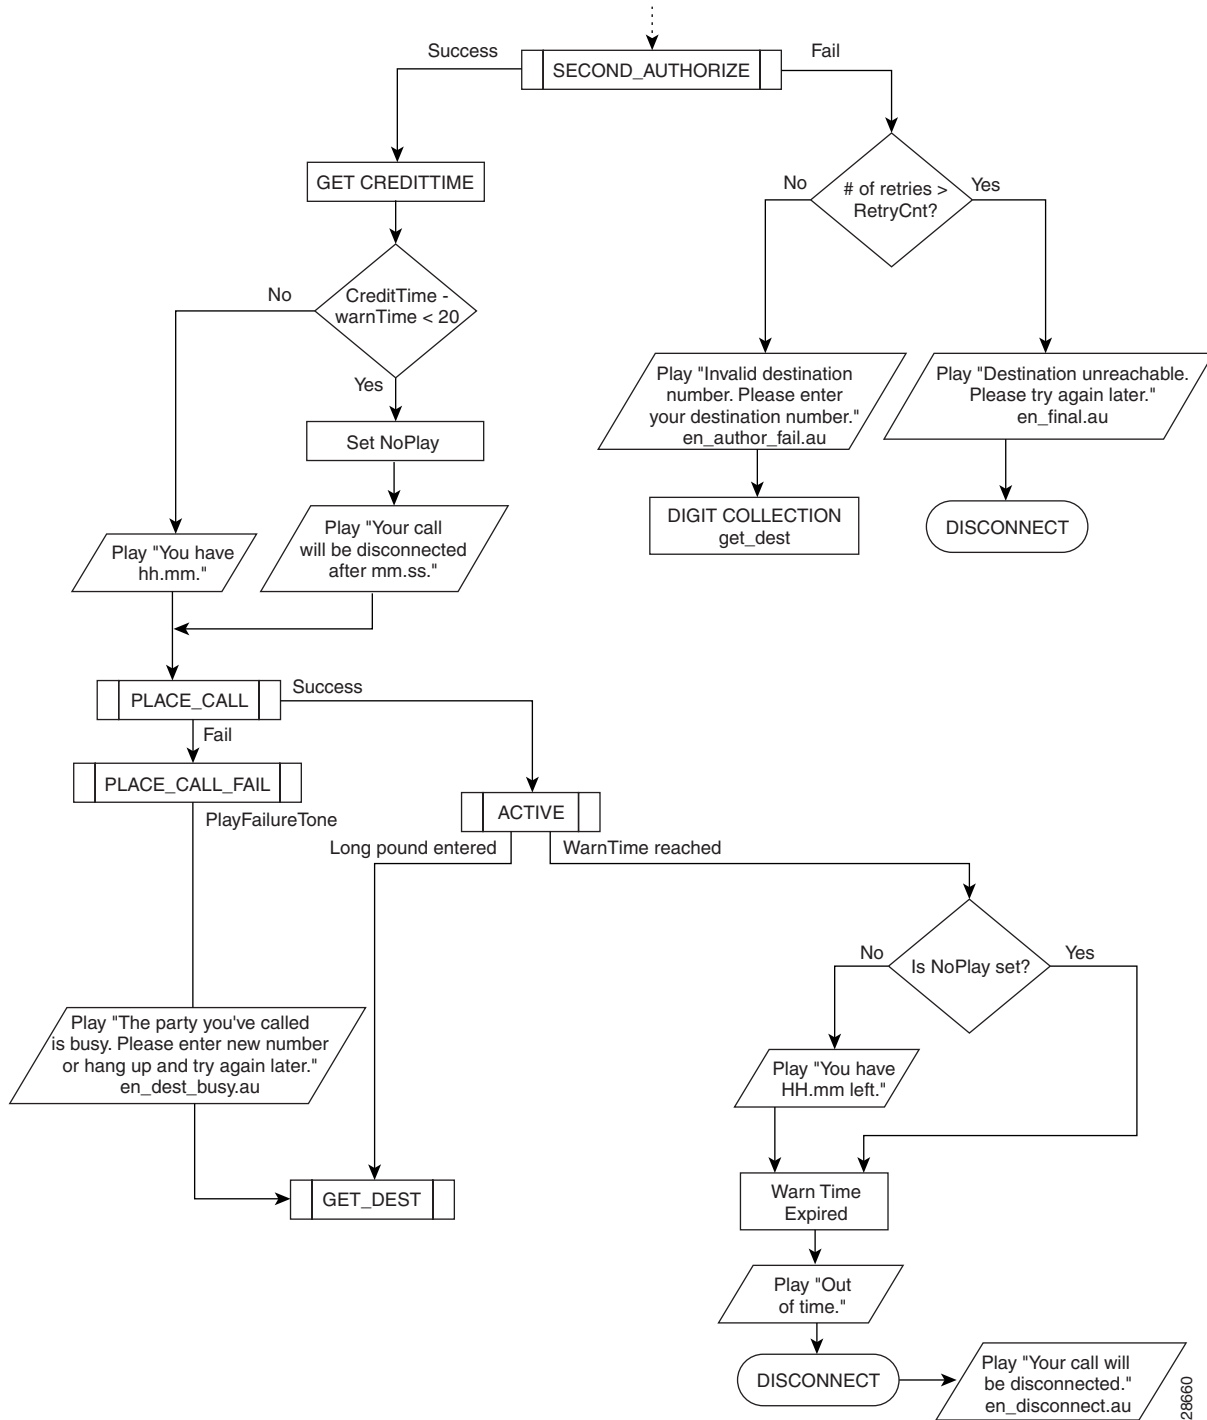 Success
SECOND_AUTHORIZE
Fail
GET CREDITTIME
No
# of retries >
RetryCnt?
Yes
No
CreditTime -
warnTime < 20
Yes
Play "Invalid destination
number. Please enter
your destination number."
en_author_fail.au
Play "Destination unreachable.
Please try again later."
en_final.au
Set NoPlay
DIGIT COLLECTION
get_dest
DISCONNECT
Play "You have
hh.mm."
Play "Your call
will be disconnected
after mm.ss."
PLACE_CALL
Success
Fail
PLACE_CALL_FAIL
PlayFailureTone
ACTIVE
Long pound entered
WarnTime reached
No
Is NoPlay set?
Yes
Play "The party you've called
is busy. Please enter new number
or hang up and try again later."
en_dest_busy.au
Play "You have
HH.mm left."
GET_DEST
Warn Time
Expired
Play "Out
of time."
DISCONNECT
Play "Your call will
be disconnected."
en_disconnect.au
28660